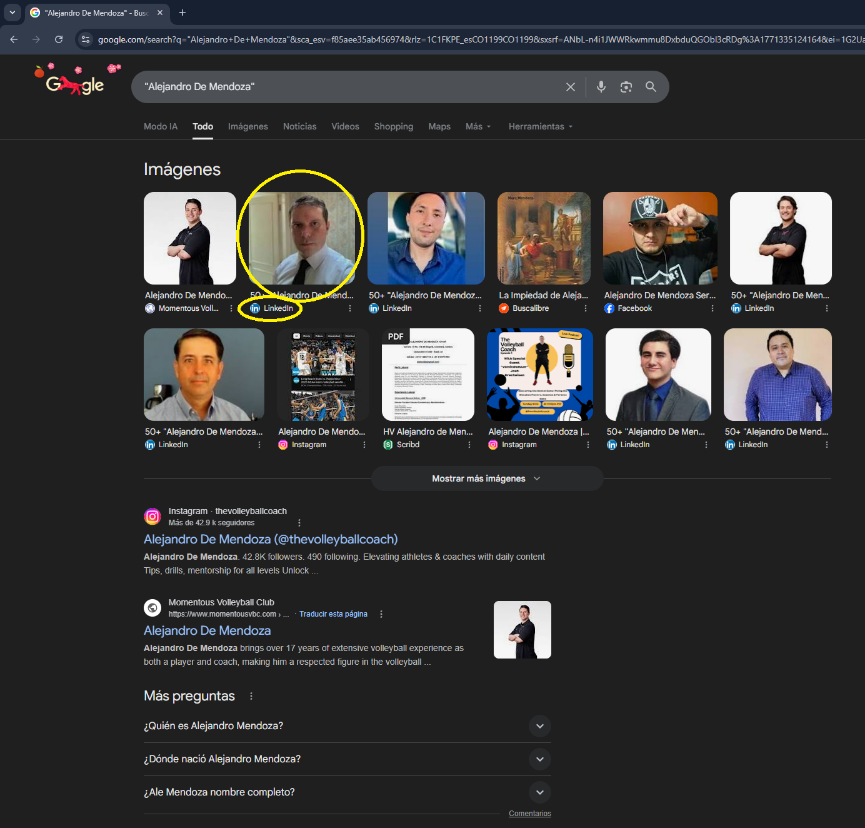 "Alejandro De Mendoza" - Busc
google.com/search?q="Alejandro+De+Mendoza"&sca_esv=f85aee35ab456974&rlz=1C1FKPE_esCO1199CO1199&sxsrf=ANbL-n4i1JWWRkwmmu8DxbduQGObl3cRDg%3A1771335124164&ei=1G2Ua
Google
"Alejandro De Mendoza"
Modo IA Todo Imágenes Noticias Videos Shopping Maps Más Herramientas
Imágenes
Alejandro De Mendo...
Momentous Voll...
50+ "Alejandro De Mend...
LinkedIn
50+ "Alejandro De Mendoz...
LinkedIn
La Impiedad de Aleja...
Buscalibre
Alejandro De Mendoza Ser...
Facebook
50+ "Alejandro De Men...
LinkedIn
50+ "Alejandro De Mendoza...
LinkedIn
Alejandro De Mendo...
Instagram
PDF
HV Alejandro de Men...
Scribd
The
Volleyball
Coach
Alejandro De Mendoza |...
Instagram
50+ "Alejandro De Men...
LinkedIn
50+ "Alejandro De Mend...
LinkedIn
Mostrar más imágenes
Instagram · thevolleyballcoach
Más de 42.9 k seguidores
Alejandro De Mendoza (@thevolleyballcoach)
Alejandro De Mendoza. 42.8K followers. 490 following. Elevating athletes & coaches with daily content
Tips, drills, mentorship for all levels Unlock ...
Momentous Volleyball Club
https://www.momentousvbc.com › ... · Traducir esta página
Alejandro De Mendoza
Alejandro De Mendoza brings over 17 years of extensive volleyball experience as
both a player and coach, making him a respected figure in the volleyball ...
Más preguntas
¿Quién es Alejandro Mendoza?
¿Dónde nació Alejandro Mendoza?
¿Ale Mendoza nombre completo?
Comentarios